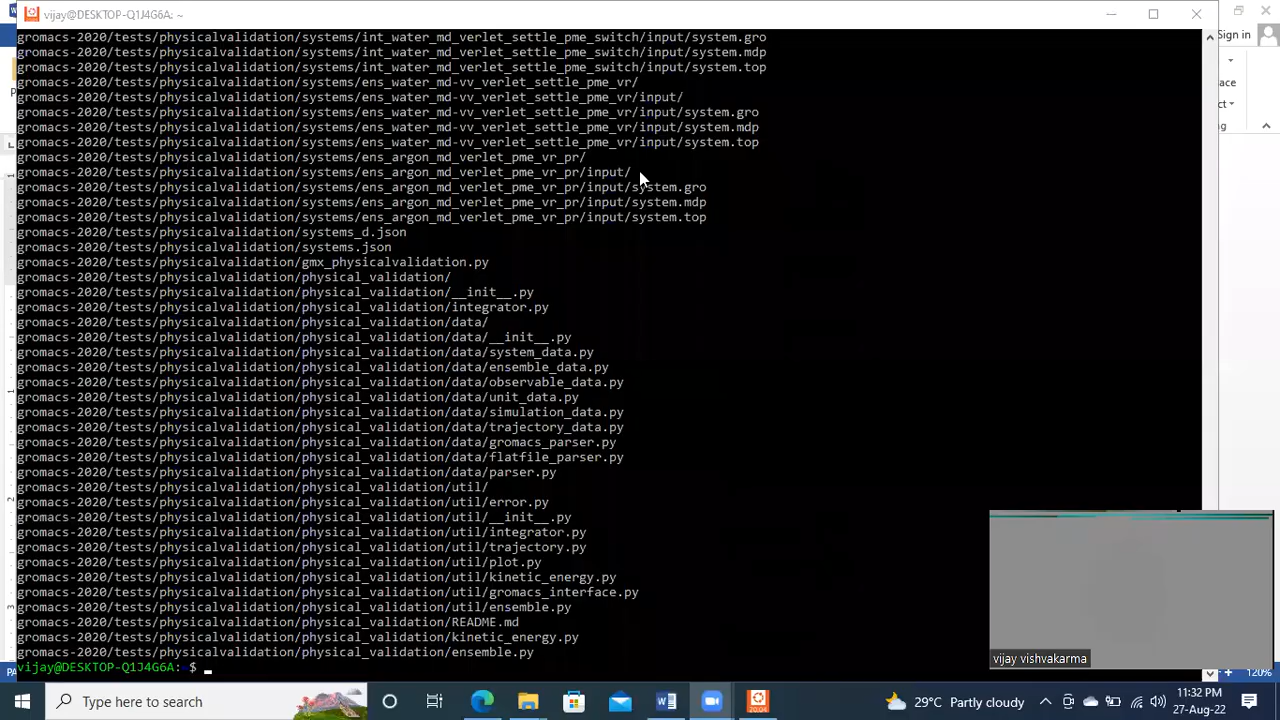 vijay@DESKTOP-Q1J4G6A: ~
Sign in
gromacs-2020/tests/physicalvalidation/systems/int_water_md_verlet_settle_pme_switch/input/system.gro
gromacs-2020/tests/physicalvalidation/systems/int_water_md_verlet_settle_pme_switch/input/system.mdp
gromacs-2020/tests/physicalvalidation/systems/int_water_md_verlet_settle_pme_switch/input/system.top
gromacs-2020/tests/physicalvalidation/systems/ens_water_md-vv_verlet_settle_pme_vr/
gromacs-2020/tests/physicalvalidation/systems/ens_water_md-vv_verlet_settle_pme_vr/input/
gromacs-2020/tests/physicalvalidation/systems/ens_water_md-vv_verlet_settle_pme_vr/input/system.gro
gromacs-2020/tests/physicalvalidation/systems/ens_water_md-vv_verlet_settle_pme_vr/input/system.mdp
gromacs-2020/tests/physicalvalidation/systems/ens_water_md-vv_verlet_settle_pme_vr/input/system.top
gromacs-2020/tests/physicalvalidation/systems/ens_argon_md_verlet_pme_vr_pr/
gromacs-2020/tests/physicalvalidation/systems/ens_argon_md_verlet_pme_vr_pr/input/
gromacs-2020/tests/physicalvalidation/systems/ens_argon_md_verlet_pme_vr_pr/input/system.gro
gromacs-2020/tests/physicalvalidation/systems/ens_argon_md_verlet_pme_vr_pr/input/system.mdp
gromacs-2020/tests/physicalvalidation/systems/ens_argon_md_verlet_pme_vr_pr/input/system.top
gromacs-2020/tests/physicalvalidation/systems_d.json
gromacs-2020/tests/physicalvalidation/systems.json
gromacs-2020/tests/physicalvalidation/gmx_physicalvalidation.py
gromacs-2020/tests/physicalvalidation/physical_validation/
gromacs-2020/tests/physicalvalidation/physical_validation/__init__.py
gromacs-2020/tests/physicalvalidation/physical_validation/integrator.py
gromacs-2020/tests/physicalvalidation/physical_validation/data/
gromacs-2020/tests/physicalvalidation/physical_validation/data/__init__.py
gromacs-2020/tests/physicalvalidation/physical_validation/data/system_data.py
gromacs-2020/tests/physicalvalidation/physical_validation/data/ensemble_data.py
gromacs-2020/tests/physicalvalidation/physical_validation/data/observable_data.py
gromacs-2020/tests/physicalvalidation/physical_validation/data/unit_data.py
gromacs-2020/tests/physicalvalidation/physical_validation/data/simulation_data.py
gromacs-2020/tests/physicalvalidation/physical_validation/data/trajectory_data.py
gromacs-2020/tests/physicalvalidation/physical_validation/data/gromacs_parser.py
gromacs-2020/tests/physicalvalidation/physical_validation/data/flatfile_parser.py
gromacs-2020/tests/physicalvalidation/physical_validation/data/parser.py
gromacs-2020/tests/physicalvalidation/physical_validation/util/
gromacs-2020/tests/physicalvalidation/physical_validation/util/error.py
gromacs-2020/tests/physicalvalidation/physical_validation/util/__init__.py
gromacs-2020/tests/physicalvalidation/physical_validation/util/integrator.py
gromacs-2020/tests/physicalvalidation/physical_validation/util/trajectory.py
gromacs-2020/tests/physicalvalidation/physical_validation/util/plot.py
gromacs-2020/tests/physicalvalidation/physical_validation/util/kinetic_energy.py
gromacs-2020/tests/physicalvalidation/physical_validation/util/gromacs_interface.py
gromacs-2020/tests/physicalvalidation/physical_validation/util/ensemble.py
gromacs-2020/tests/physicalvalidation/physical_validation/README.md
gromacs-2020/tests/physicalvalidation/physical_validation/kinetic_energy.py
gromacs-2020/tests/physicalvalidation/physical_validation/ensemble.py
vijay@DESKTOP-Q1J4G6A:~$
vijay vishvakarma
120%
Type here to search
20.04
29°C Partly cloudy
11:32 PM
27-Aug-22